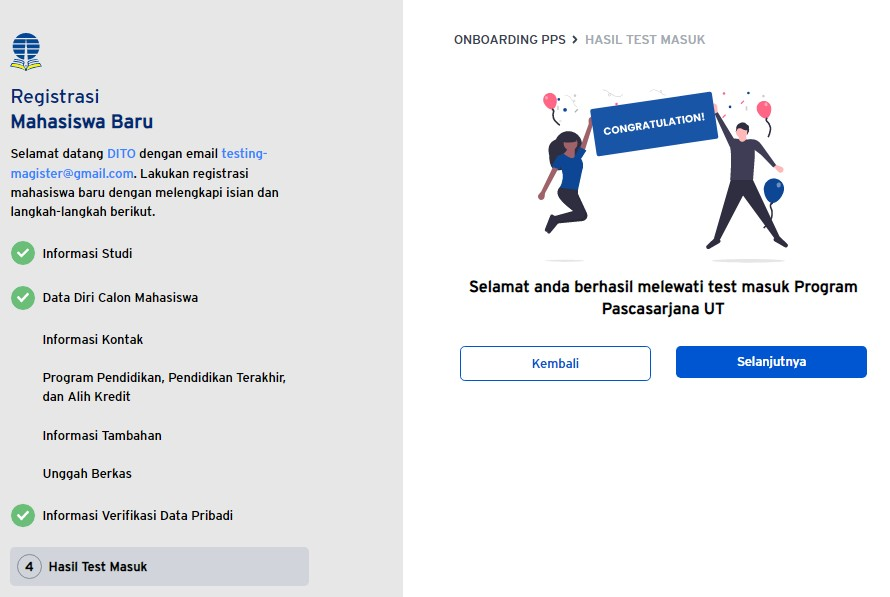 Registrasi
Mahasiswa Baru
Selamat datang DITO dengan email testing-
magister@gmail.com. Lakukan registrasi
mahasiswa baru dengan melengkapi isian dan
langkah-langkah berikut.
Informasi Studi
Data Diri Calon Mahasiswa
Informasi Kontak
Program Pendidikan, Pendidikan Terakhir,
dan Alih Kredit
Informasi Tambahan
Unggah Berkas
Informasi Verifikasi Data Pribadi
4 Hasil Test Masuk
ONBOARDING PPS > HASIL TEST MASUK
CONGRATULATION!
Selamat anda berhasil melewati test masuk Program
Pascasarjana UT
Kembali
Selanjutnya